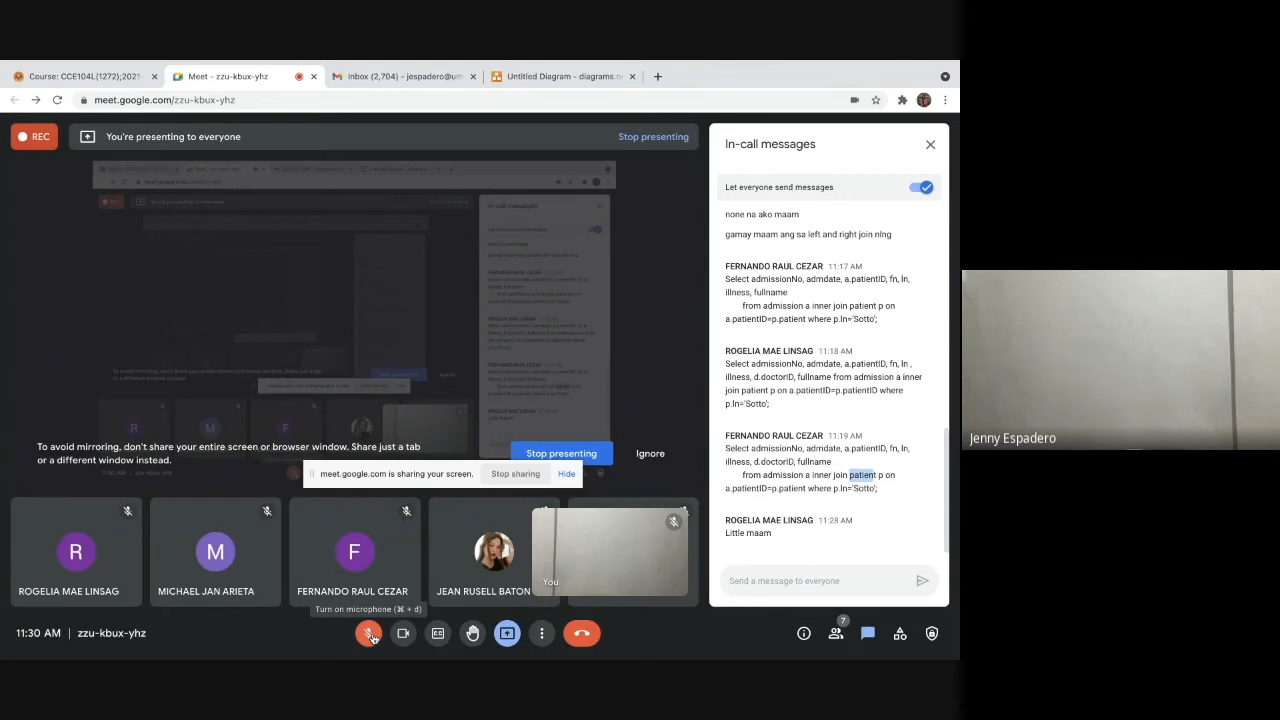 Course: CCE104L(1272);2021-
Meet - zzu-kbux-yhz
Inbox (2,704) - jespadero@um
Untitled Diagram - diagrams.n
meet.google.com/zzu-kbux-yhz
REC
You're presenting to everyone
Stop presenting
In-call messages
Let everyone send messages
none na ako maam
gamay maam ang sa left and right join nlng
FERNANDO RAUL CEZAR 11:17 AM
Select admissionNo, admdate, a.patientID, fn, ln,
illness, fullname
from admission a inner join patient p on
a.patientID=p.patient where p.ln='Sotto';
ROGELIA MAE LINSAG 11:18 AM
Select admissionNo, admdate, a.patientID, fn, ln ,
illness, d.doctorID, fullname from admission a inner
join patient p on a.patientID=p.patientID where
p.ln='Sotto';
FERNANDO RAUL CEZAR 11:19 AM
Select admissionNo, admdate, a.patientID, fn, ln,
illness, d.doctorID, fullname
from admission a inner join patient p on
a.patientID=p.patient where p.ln='Sotto';
ROGELIA MAE LINSAG 11:28 AM
Little maam
Send a message to everyone
To avoid mirroring, don't share your entire screen or browser window. Share just a tab
or a different window instead.
Stop presenting
Ignore
meet.google.com is sharing your screen.
Stop sharing
Hide
R
M
F
You
ROGELIA MAE LINSAG
MICHAEL JAN ARIETA
FERNANDO RAUL CEZAR
JEAN RUSELL BATON
Turn on microphone (⌘ + d)
11:30 AM | zzu-kbux-yhz
7
Jenny Espadero